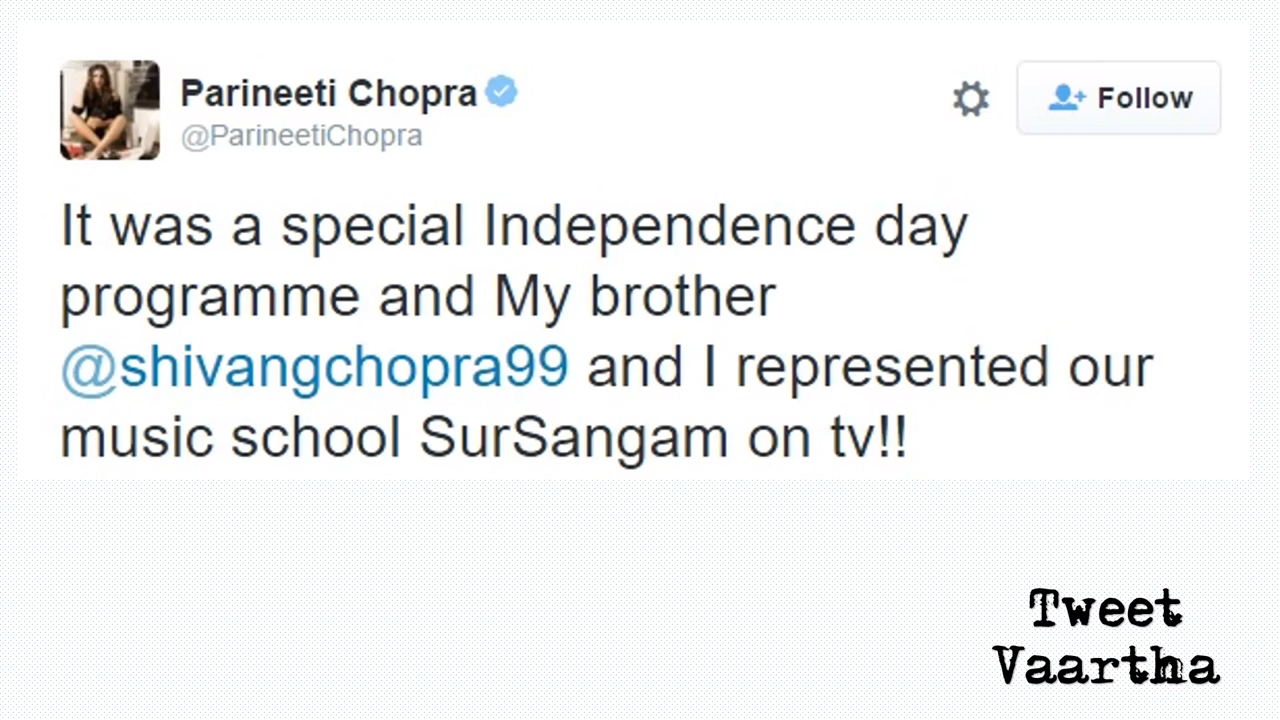 Parineeti Chopra
@ParineetiChopra
Follow
It was a special Independence day
programme and My brother
@shivangchopra99 and I represented our
music school SurSangam on tv!!
Tweet
Vaartha